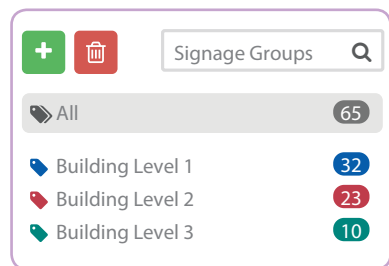 Signage Groups
All 65
Building Level 1 32
Building Level 2 23
Building Level 3 10